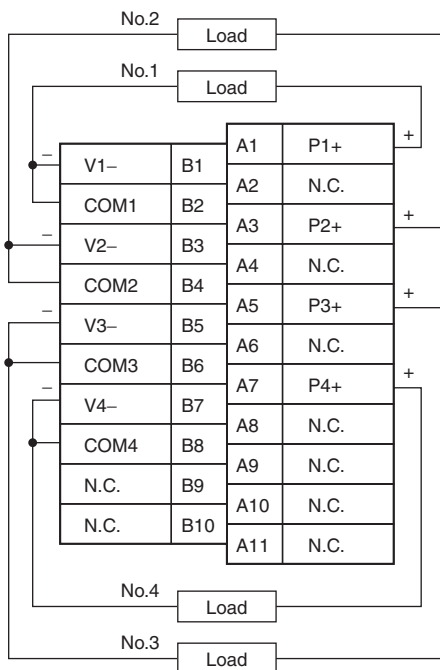 No.2
Load
No.1
Load
– V1– B1 A1 P1+ +
COM1 B2 A2 N.C.
– V2– B3 A3 P2+ +
COM2 B4 A4 N.C.
– V3– B5 A5 P3+ +
COM3 B6 A6 N.C.
– V4– B7 A7 P4+ +
COM4 B8 A8 N.C.
N.C. B9 A9 N.C.
N.C. B10 A10 N.C.
A11 N.C.
No.4
Load
No.3
Load